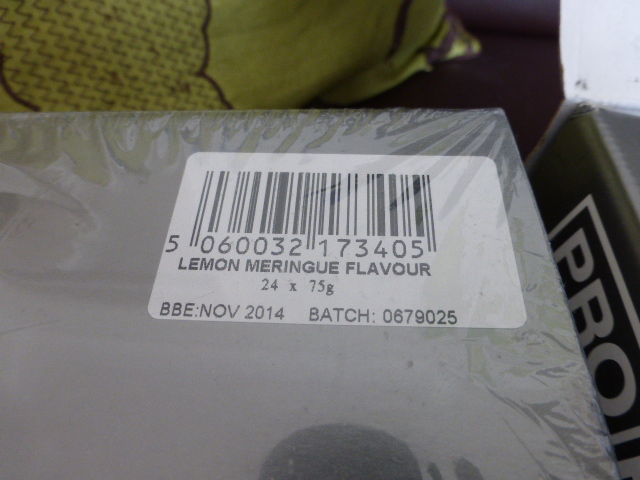 5 060032 173405
LEMON MERINGUE FLAVOUR
24 x 75g
BBE:NOV 2014 BATCH: 0679025
PRO